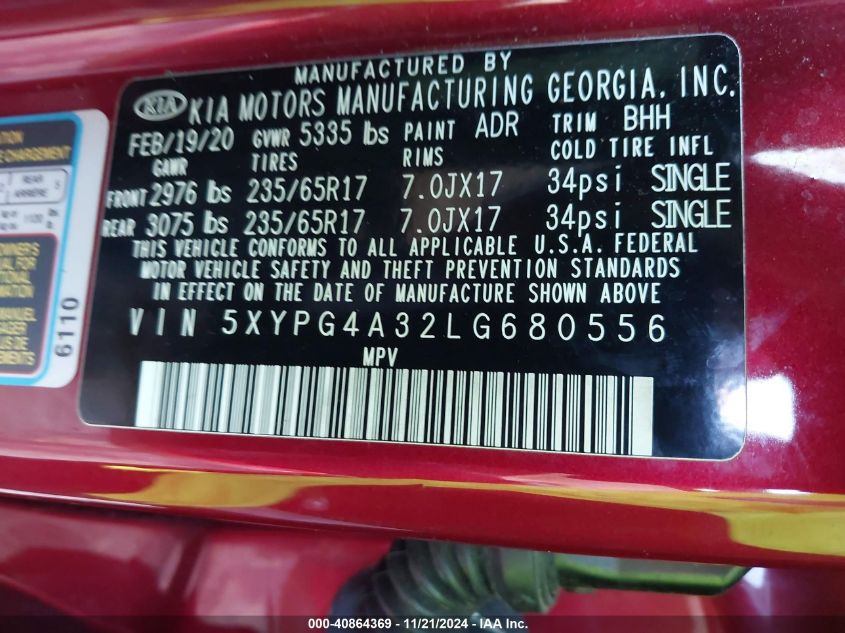 MANUFACTURED BY
KIA KIA MOTORS MANUFACTURING GEORGIA, INC.
FEB/19/20 GVWR 5335 lbs PAINT ADR TRIM BHH
GAWR TIRES RIMS COLD TIRE INFL
FRONT 2976 lbs 235/65R17 7.0JX17 34psi SINGLE
REAR 3075 lbs 235/65R17 7.0JX17 34psi SINGLE
THIS VEHICLE CONFORMS TO ALL APPLICABLE U.S.A. FEDERAL
MOTOR VEHICLE SAFETY AND THEFT PREVENTION STANDARDS
IN EFFECT ON THE DATE OF MANUFACTURE SHOWN ABOVE
VIN 5XYPG4A32LG680556
MPV
REAR
6110
000-40864369 - 11/21/2024 - IAA Inc.